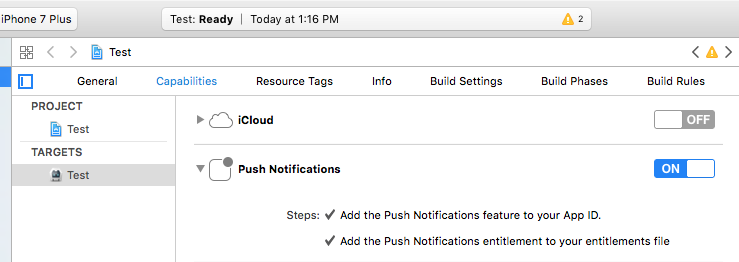 iPhone 7 Plus
Test: Ready | Today at 1:16 PM
2
Test
General Capabilities Resource Tags Info Build Settings Build Phases Build Rules
PROJECT
Test
TARGETS
Test
iCloud OFF
Push Notifications ON
Steps: ✓ Add the Push Notifications feature to your App ID.
✓ Add the Push Notifications entitlement to your entitlements file